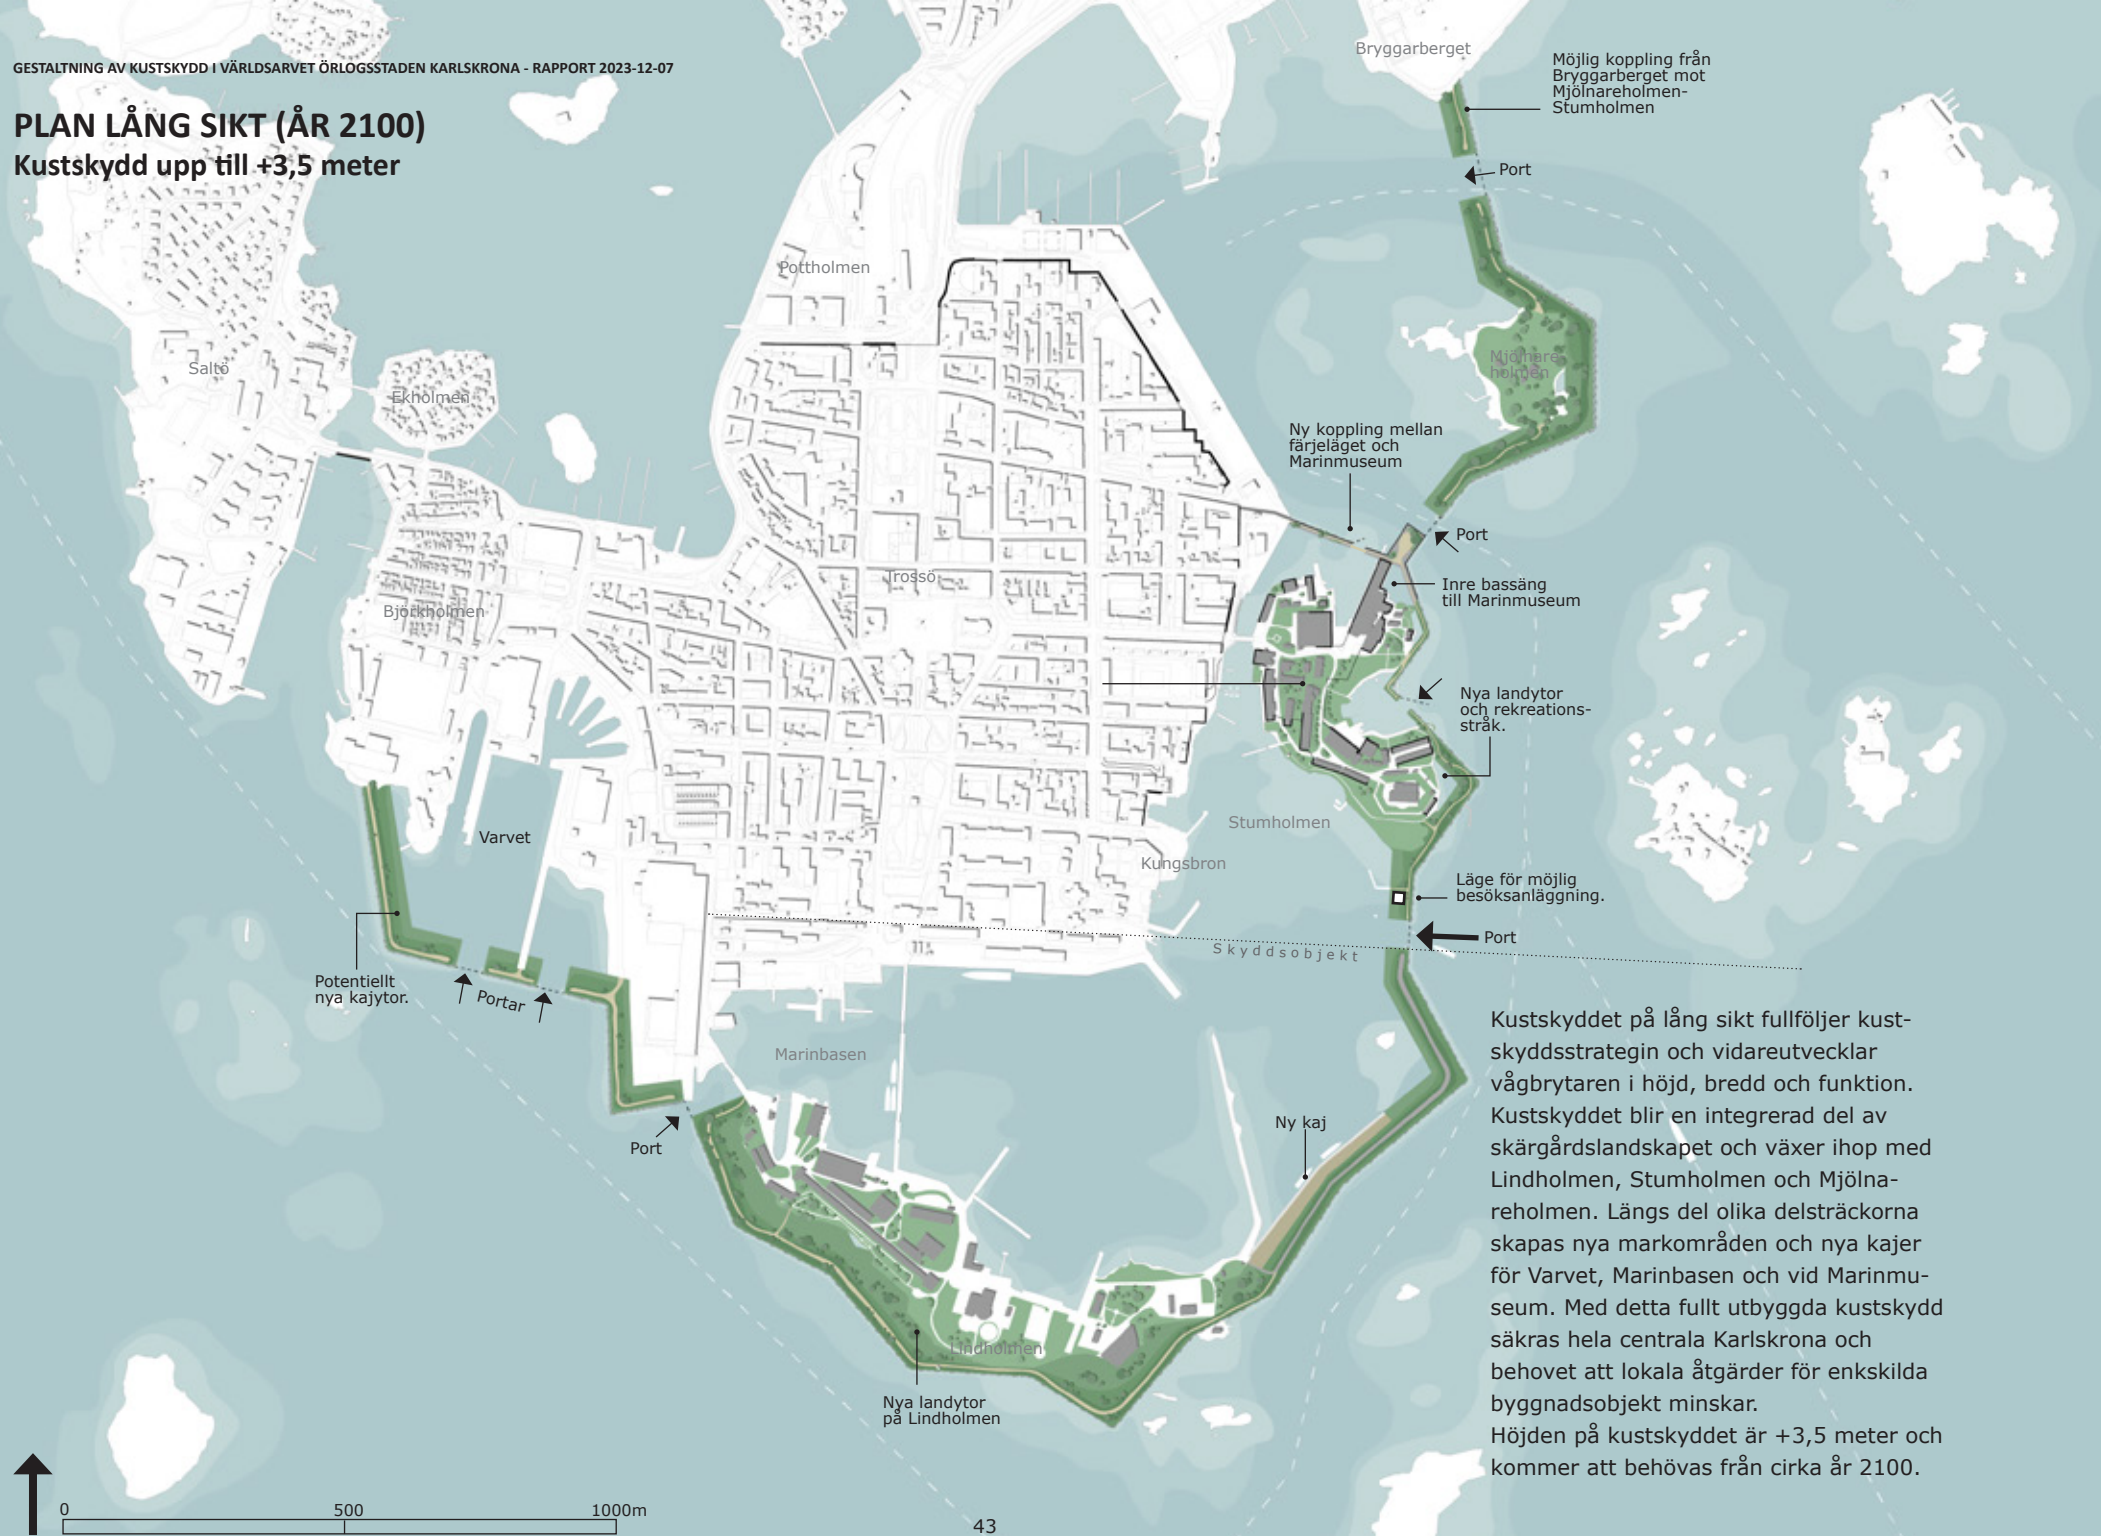 GESTALTNING AV KUSTSKYDD I VÄRLDSARVET ÖRLOGSSTADEN KARLSKRONA - RAPPORT 2023-12-07
PLAN LÅNG SIKT (ÅR 2100)
Kustskydd upp till +3,5 meter
Bryggarberget
Möjlig koppling från
Bryggarberget mot
Mjölnareholmen-
Stumholmen
Port
Pottholmen
Saltö
Ekholmen
Mjölnare
holmen
Ny koppling mellan
färjeläget och
Marinmuseum
Port
Trossö
Inre bassäng
till Marinmuseum
Björkholmen
Nya landytor
och rekreations-
stråk.
Stumholmen
Varvet
Kungsbron
Läge för möjlig
besöksanläggning.
Port
Skyddsobjekt
Potentiellt
nya kajytor.
Portar
Marinbasen
Port
Ny kaj
Lindholmen
Nya landytor
på Lindholmen
Kustskyddet på lång sikt fullföljer kust-
skyddsstrategin och vidareutvecklar
vågbrytaren i höjd, bredd och funktion.
Kustskyddet blir en integrerad del av
skärgårdslandskapet och växer ihop med
Lindholmen, Stumholmen och Mjölna-
reholmen. Längs del olika delsträckorna
skapas nya markområden och nya kajer
för Varvet, Marinbasen och vid Marinmu-
seum. Med detta fullt utbyggda kustskydd
säkras hela centrala Karlskrona och
behovet att lokala åtgärder för enkskilda
byggnadsobjekt minskar.
Höjden på kustskyddet är +3,5 meter och
kommer att behövas från cirka år 2100.
0
500
1000m
43